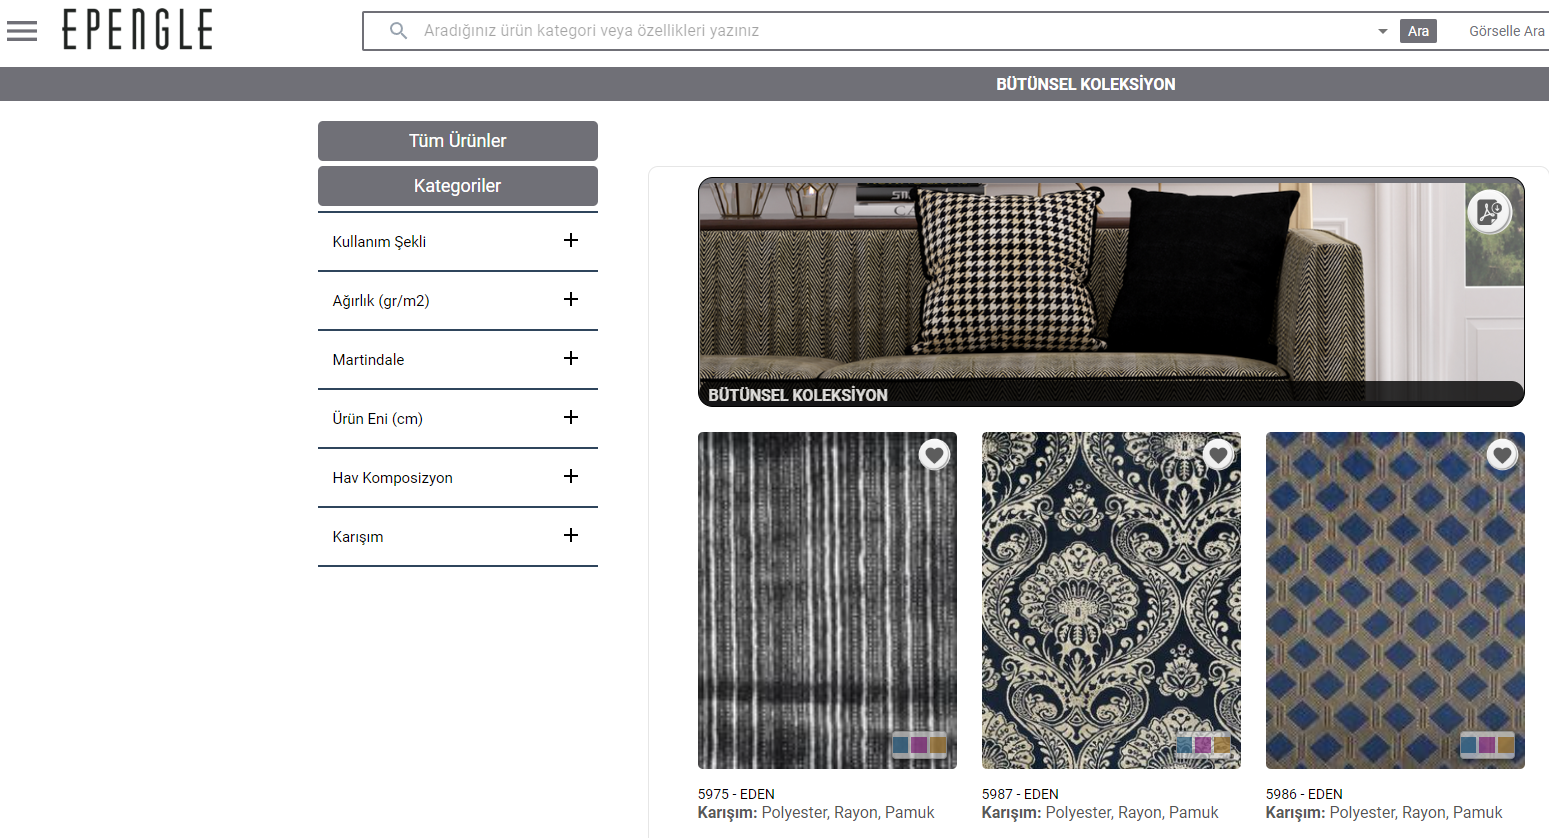 EPENGLE
Aradığınız ürün kategori veya özellikleri yazınız
Ara
Görselle Ara
BÜTÜNSEL KOLEKSİYON
Tüm Ürünler
Kategoriler
Kullanım Şekli
Ağırlık (gr/m2)
Martindale
Ürün Eni (cm)
Hav Komposizyon
Karışım
BÜTÜNSEL KOLEKSİYON
5975 - EDEN
Karışım: Polyester, Rayon, Pamuk
5987 - EDEN
Karışım: Polyester, Rayon, Pamuk
5986 - EDEN
Karışım: Polyester, Rayon, Pamuk